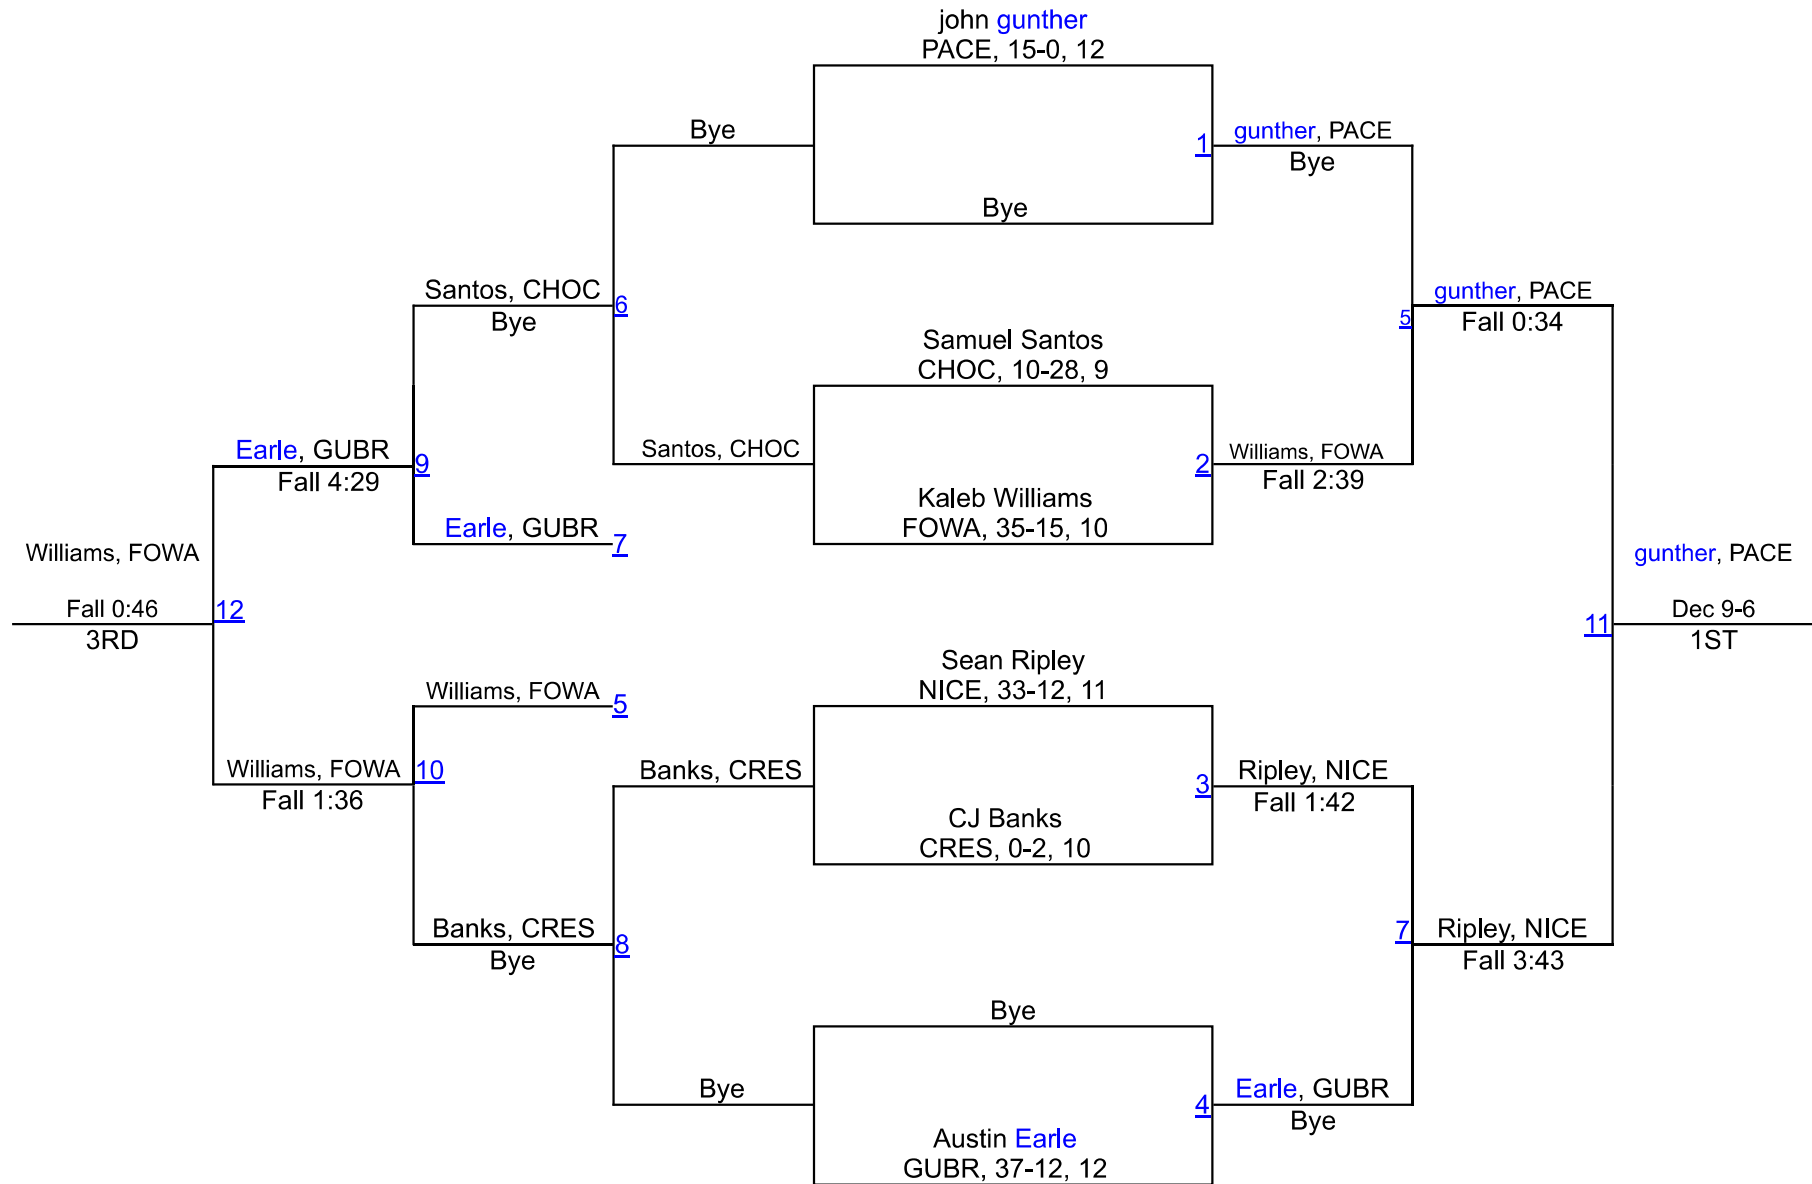 john gunther
PACE, 15-0, 12
Bye
1
gunther, PACE
Bye
Bye
Santos, CHOC
Bye
6
gunther, PACE
Fall 0:34
5
Samuel Santos
CHOC, 10-28, 9
Earle, GUBR
Fall 4:29
9
Santos, CHOC
2
Williams, FOWA
Fall 2:39
Kaleb Williams
FOWA, 35-15, 10
Earle, GUBR
7
Williams, FOWA
Fall 0:46
3RD
12
gunther, PACE
Dec 9-6
1ST
11
Sean Ripley
NICE, 33-12, 11
Williams, FOWA
5
Williams, FOWA
Fall 1:36
10
Banks, CRES
3
Ripley, NICE
Fall 1:42
CJ Banks
CRES, 0-2, 10
Banks, CRES
Bye
8
7
Ripley, NICE
Fall 3:43
Bye
Bye
4
Earle, GUBR
Bye
Austin Earle
GUBR, 37-12, 12